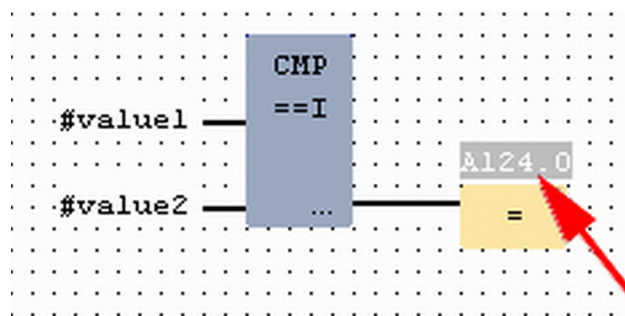 CMP
==I
#value1
#value2
...
A124.0
=